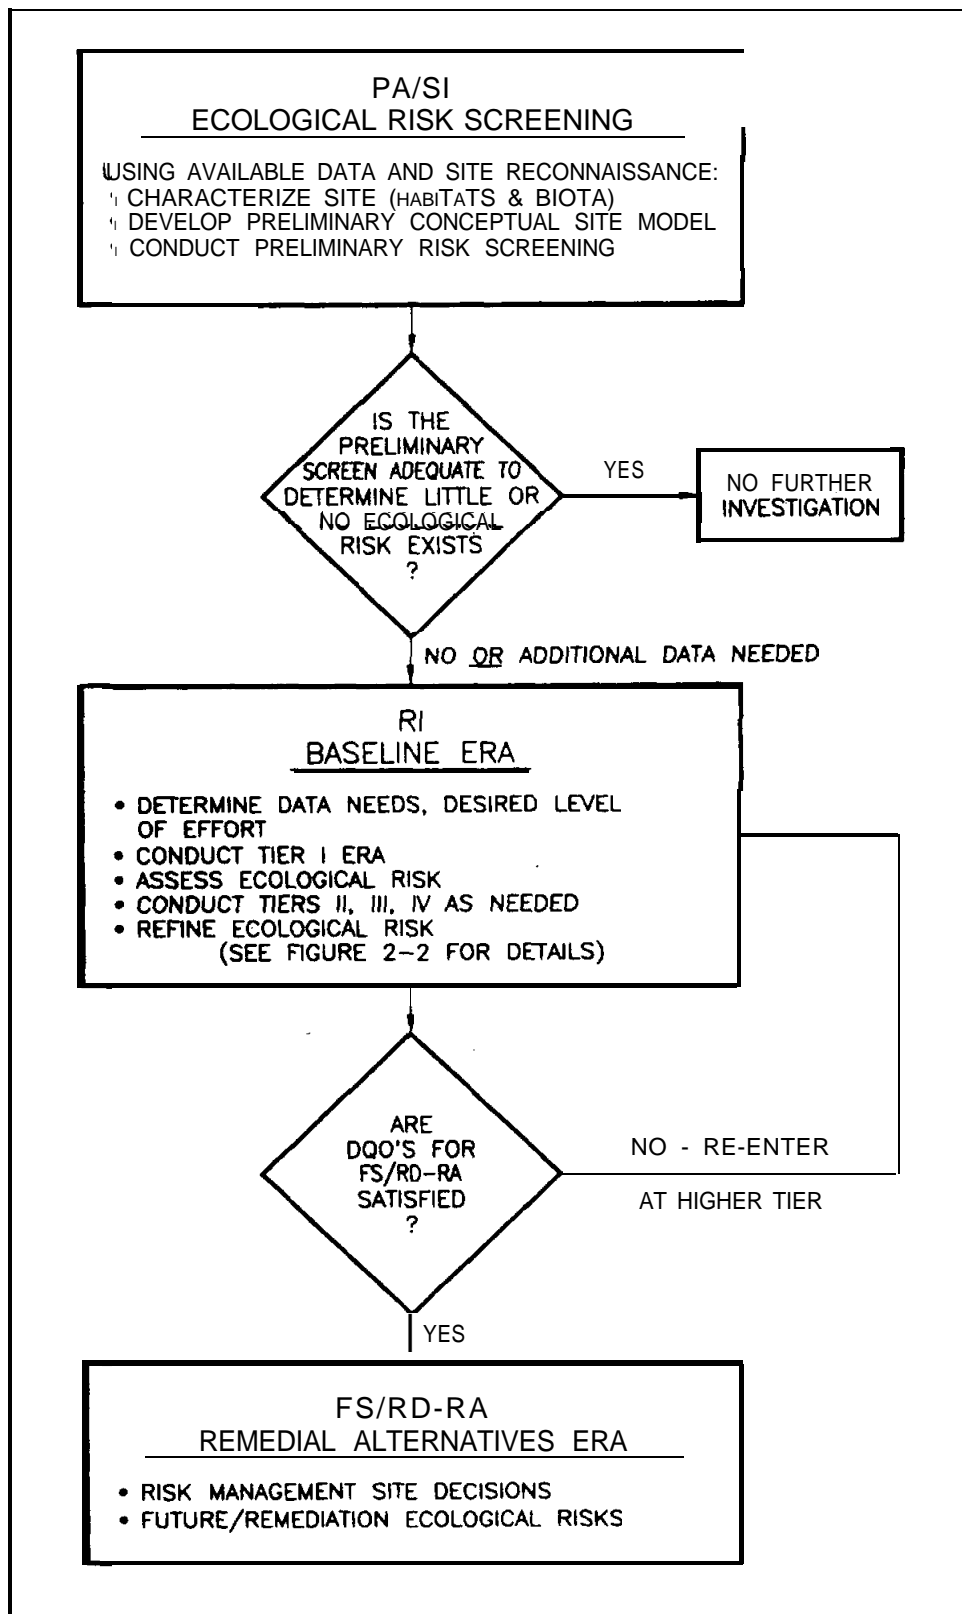 PA/SI
ECOLOGICAL RISK SCREENING
USING AVAILABLE DATA AND SITE RECONNAISSANCE:
CHARACTERIZE SITE (HABITaTS & BIOTA)
DEVELOP PRELIMINARY CONCEPTUAL SITE MODEL
CONDUCT PRELIMINARY RISK SCREENING
IS THE
PRELIMINARY
SCREEN ADEQUATE TO
DETERMINE LITTLE OR
NO ECOLOGICAL
RISK EXISTS
?
YES
NO FURTHER
INVESTIGATION
NO OR ADDITIONAL DATA NEEDED
RI
BASELINE ERA
• DETERMINE DATA NEEDS, DESIRED LEVEL
OF EFFORT
• CONDUCT TIER I ERA
• ASSESS ECOLOGICAL RISK
• CONDUCT TIERS II, III, IV AS NEEDED
• REFINE ECOLOGICAL RISK
(SEE FIGURE 2-2 FOR DETAILS)
ARE
DQO'S FOR
FS/RD-RA
SATISFIED
?
NO - RE-ENTER
AT HIGHER TIER
YES
FS/RD-RA
REMEDIAL ALTERNATIVES ERA
• RISK MANAGEMENT SITE DECISIONS
• FUTURE/REMEDIATION ECOLOGICAL RISKS